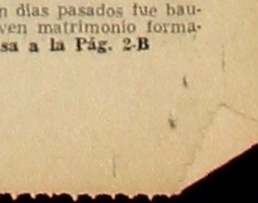 n días pasados fue bau-
ven matrimonio forma-
sa a la Pág. 2-B